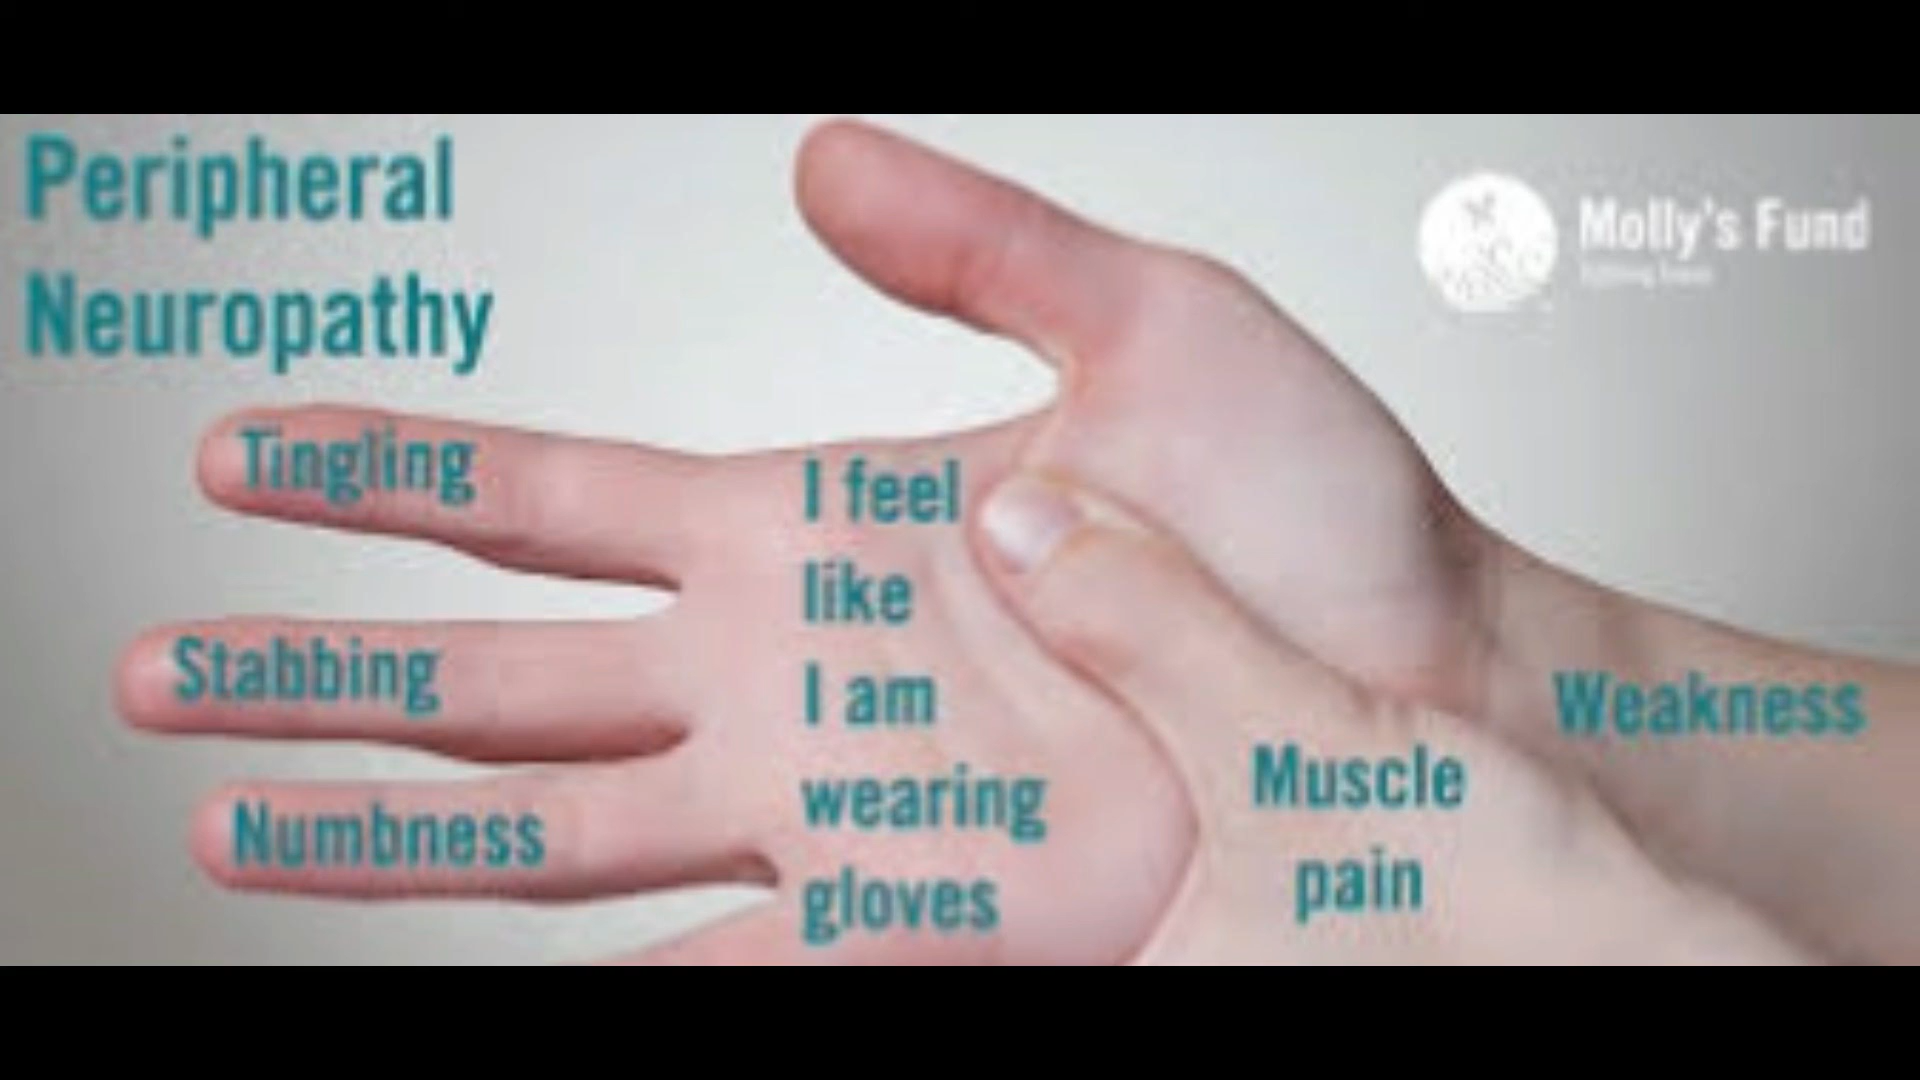 Peripheral
Neuropathy
Molly's Fund
Tingling
Stabbing
Numbness
I feel
like
I am
wearing
gloves
Muscle
pain
Weakness